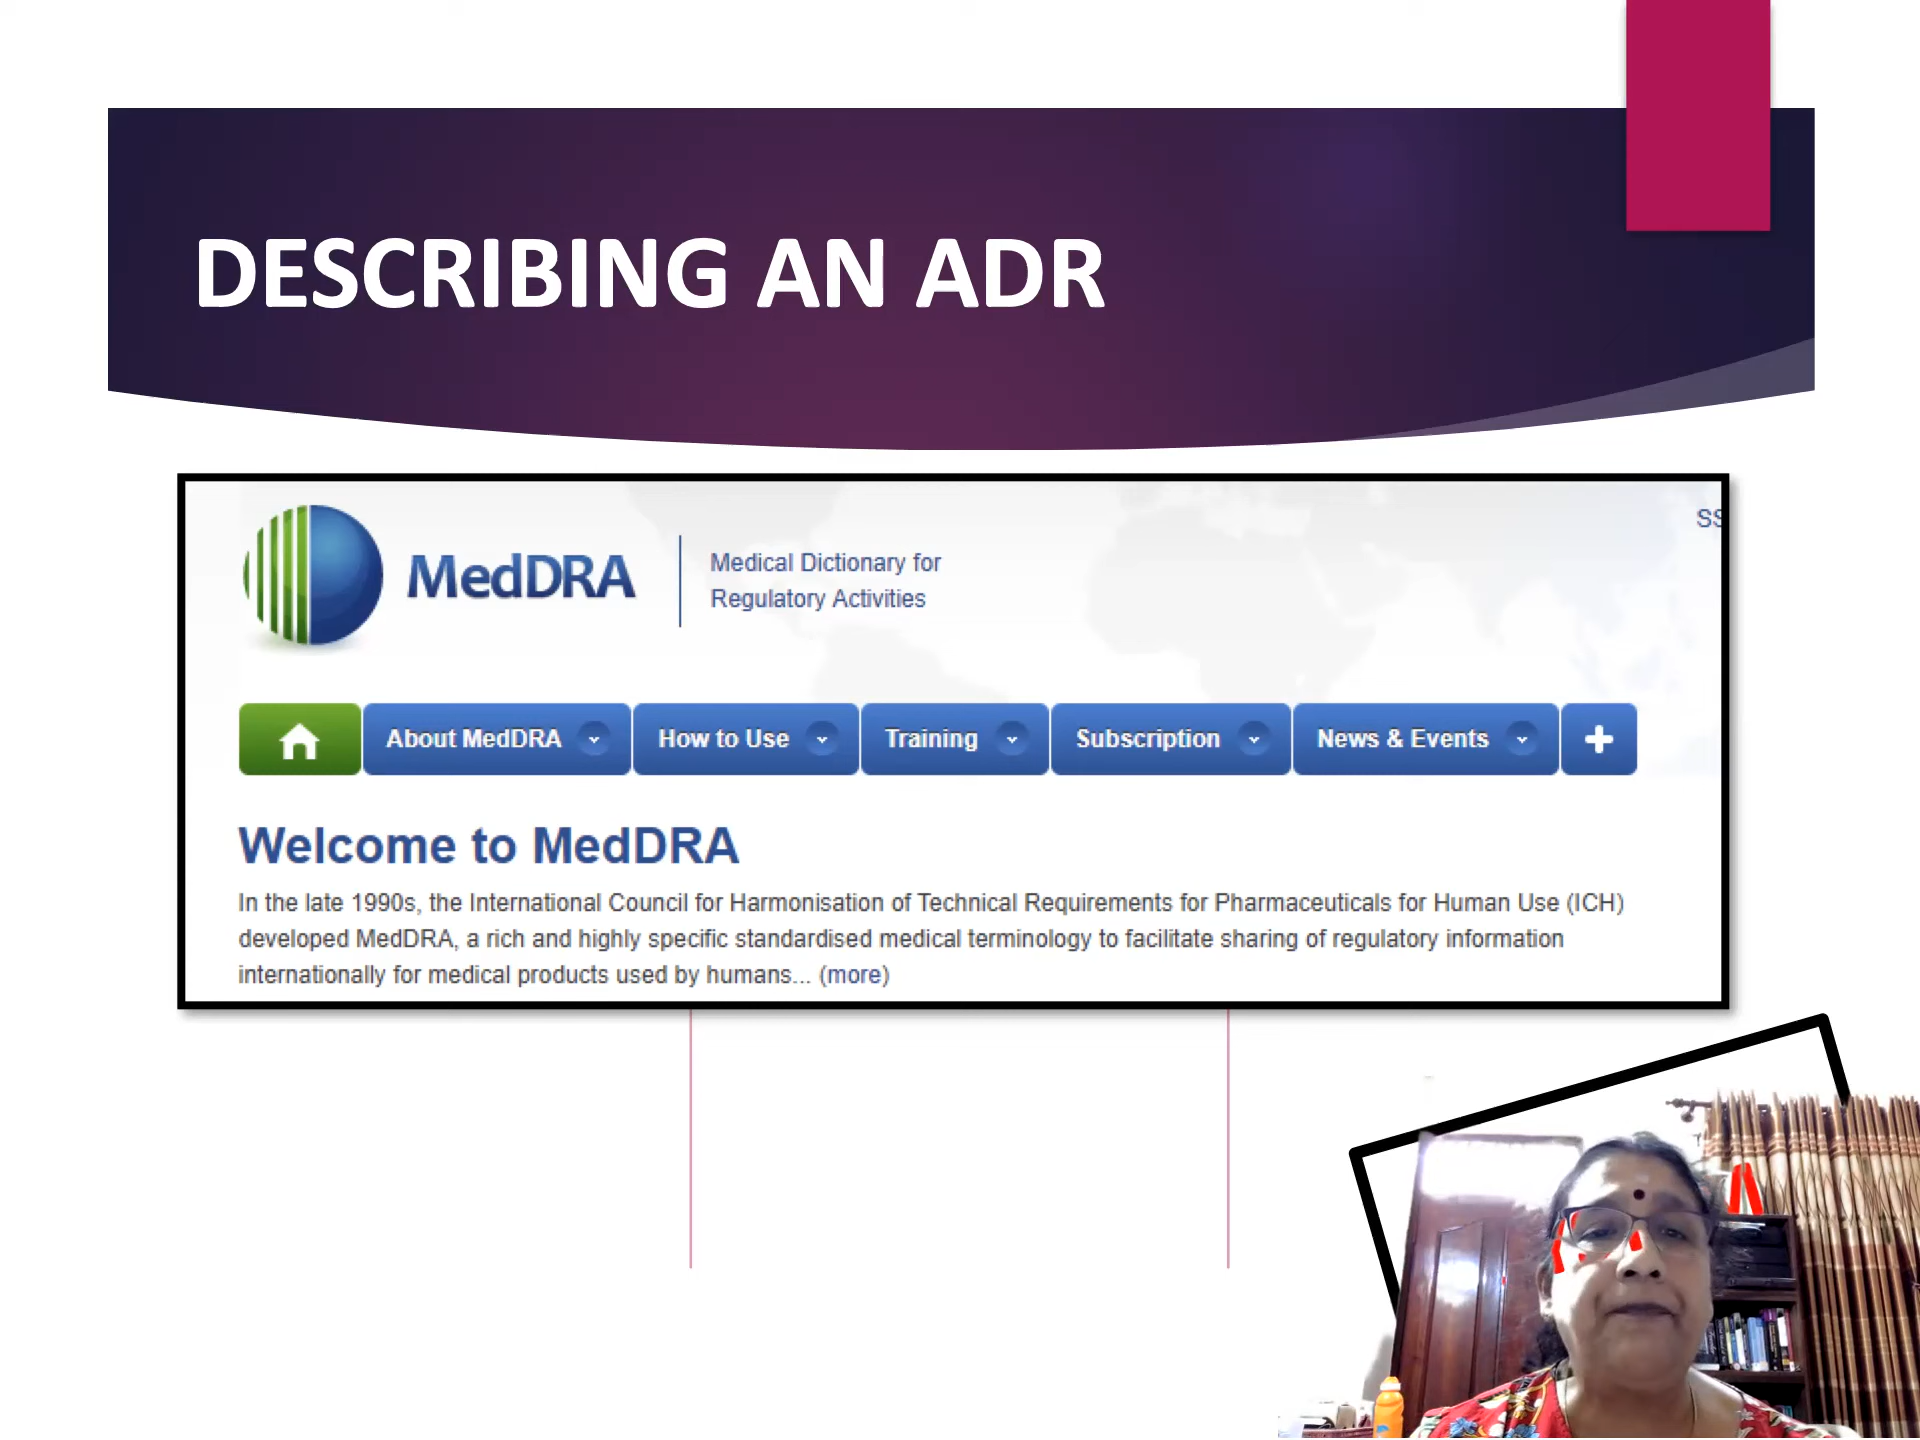 DESCRIBING AN ADR
SS
MedDRA
Medical Dictionary for
Regulatory Activities
About MedDRA
How to Use
Training
Subscription
News & Events
Welcome to MedDRA
In the late 1990s, the International Council for Harmonisation of Technical Requirements for Pharmaceuticals for Human Use (ICH)
developed MedDRA, a rich and highly specific standardised medical terminology to facilitate sharing of regulatory information
internationally for medical products used by humans... (more)